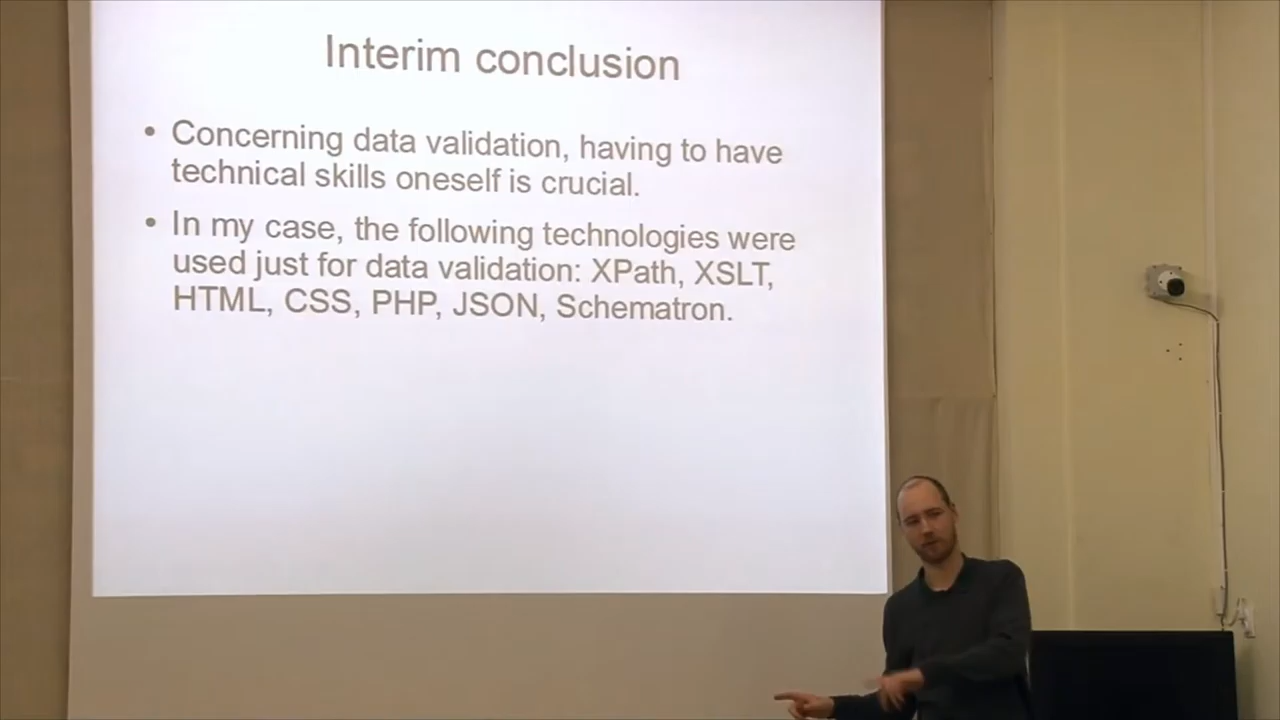 Interim conclusion
• Concerning data validation, having to have
technical skills oneself is crucial.
• In my case, the following technologies were
used just for data validation: XPath, XSLT,
HTML, CSS, PHP, JSON, Schematron.